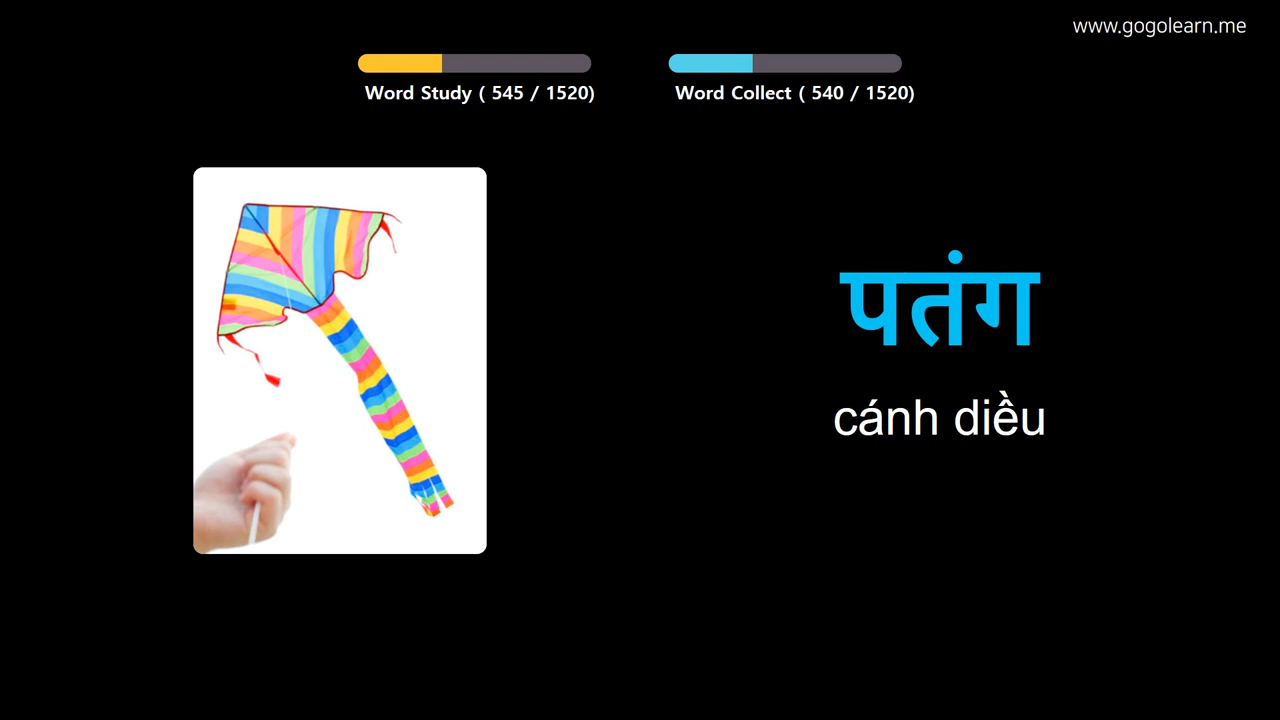 www.gogolearn.me
Word Study ( 545 / 1520)
Word Collect ( 540 / 1520)
पतंग
cánh diều